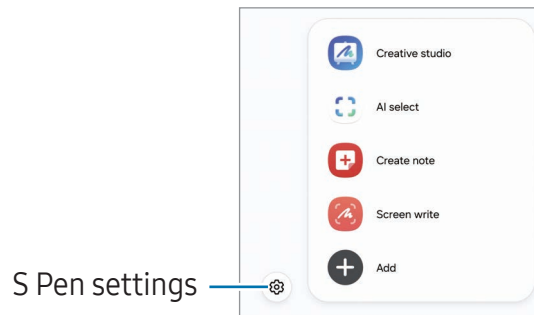 Creative studio
AI select
Create note
Screen write
Add
S Pen settings